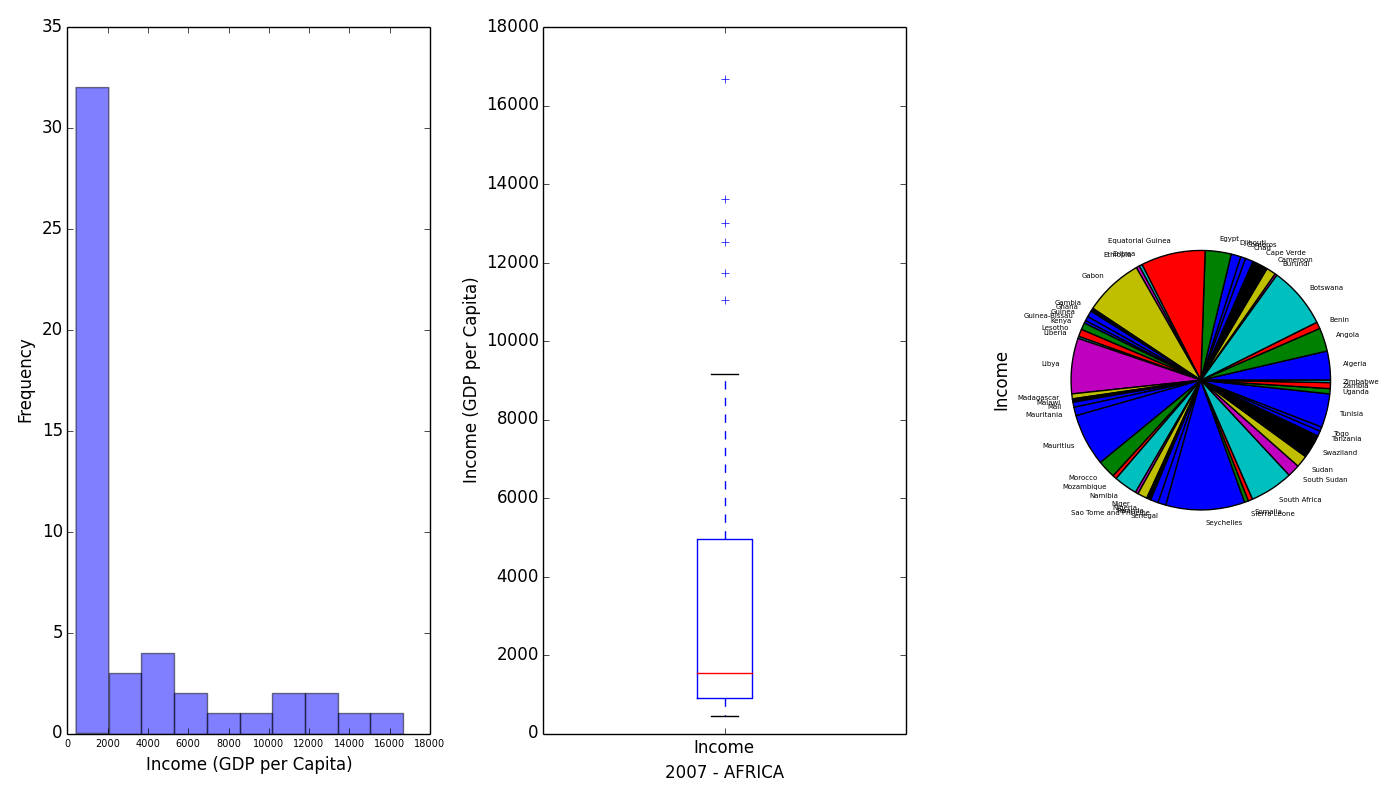 35
30
25
20
15
10
5
0
Frequency
0 2000 4000 6000 8000 10000 12000 14000 16000 18000
Income (GDP per Capita)
18000
16000
14000
12000
10000
8000
6000
4000
2000
0
Income (GDP per Capita)
Income
2007 - AFRICA
Income
Algeria
Angola
Benin
Botswana
Burundi
Cameroon
Cape Verde
Chad
Comoros
Djibouti
Egypt
Equatorial Guinea
Eritrea
Ethiopia
Gabon
Gambia
Ghana
Guinea
Guinea-Bissau
Kenya
Lesotho
Liberia
Libya
Madagascar
Malawi
Mali
Mauritania
Mauritius
Morocco
Mozambique
Namibia
Niger
Nigeria
Sao Tome and Principe
Senegal
Seychelles
Sierra Leone
Somalia
South Africa
South Sudan
Sudan
Swaziland
Tanzania
Togo
Tunisia
Uganda
Zambia
Zimbabwe